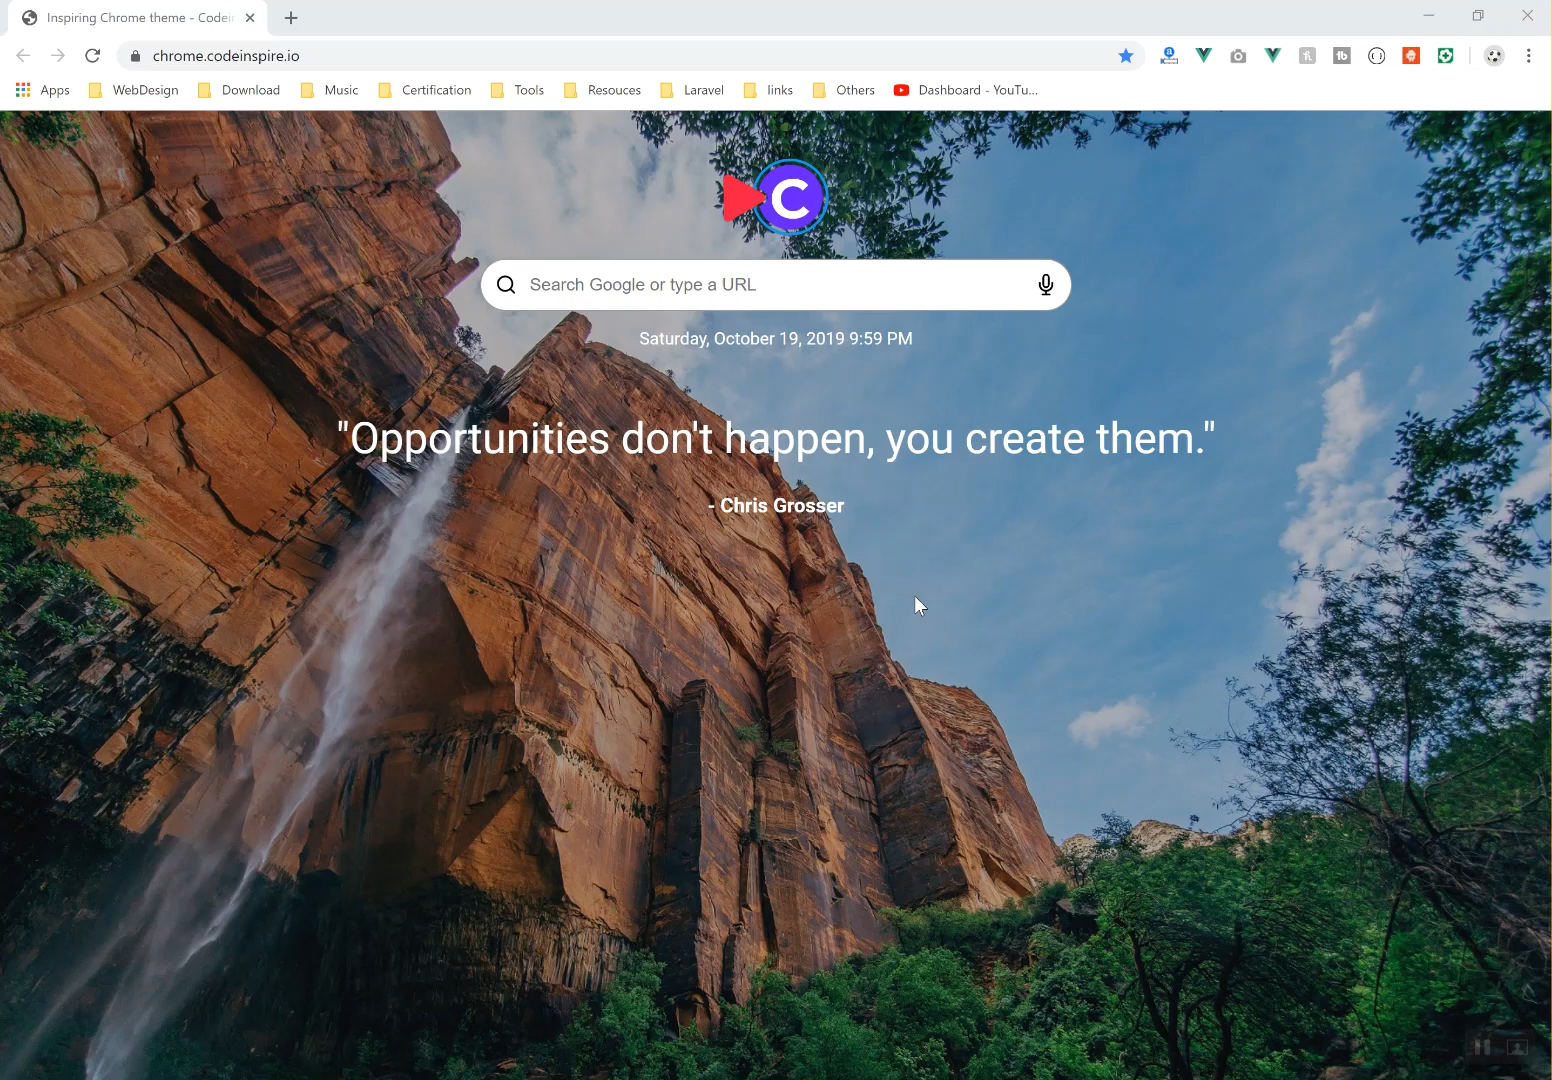 Inspiring Chrome theme - Codei
chrome.codeinspire.io
Apps WebDesign Download Music Certification Tools Resouces Laravel links Others Dashboard - YouTu...
C
Search Google or type a URL
Saturday, October 19, 2019 9:59 PM
"Opportunities don't happen, you create them."
- Chris Grosser